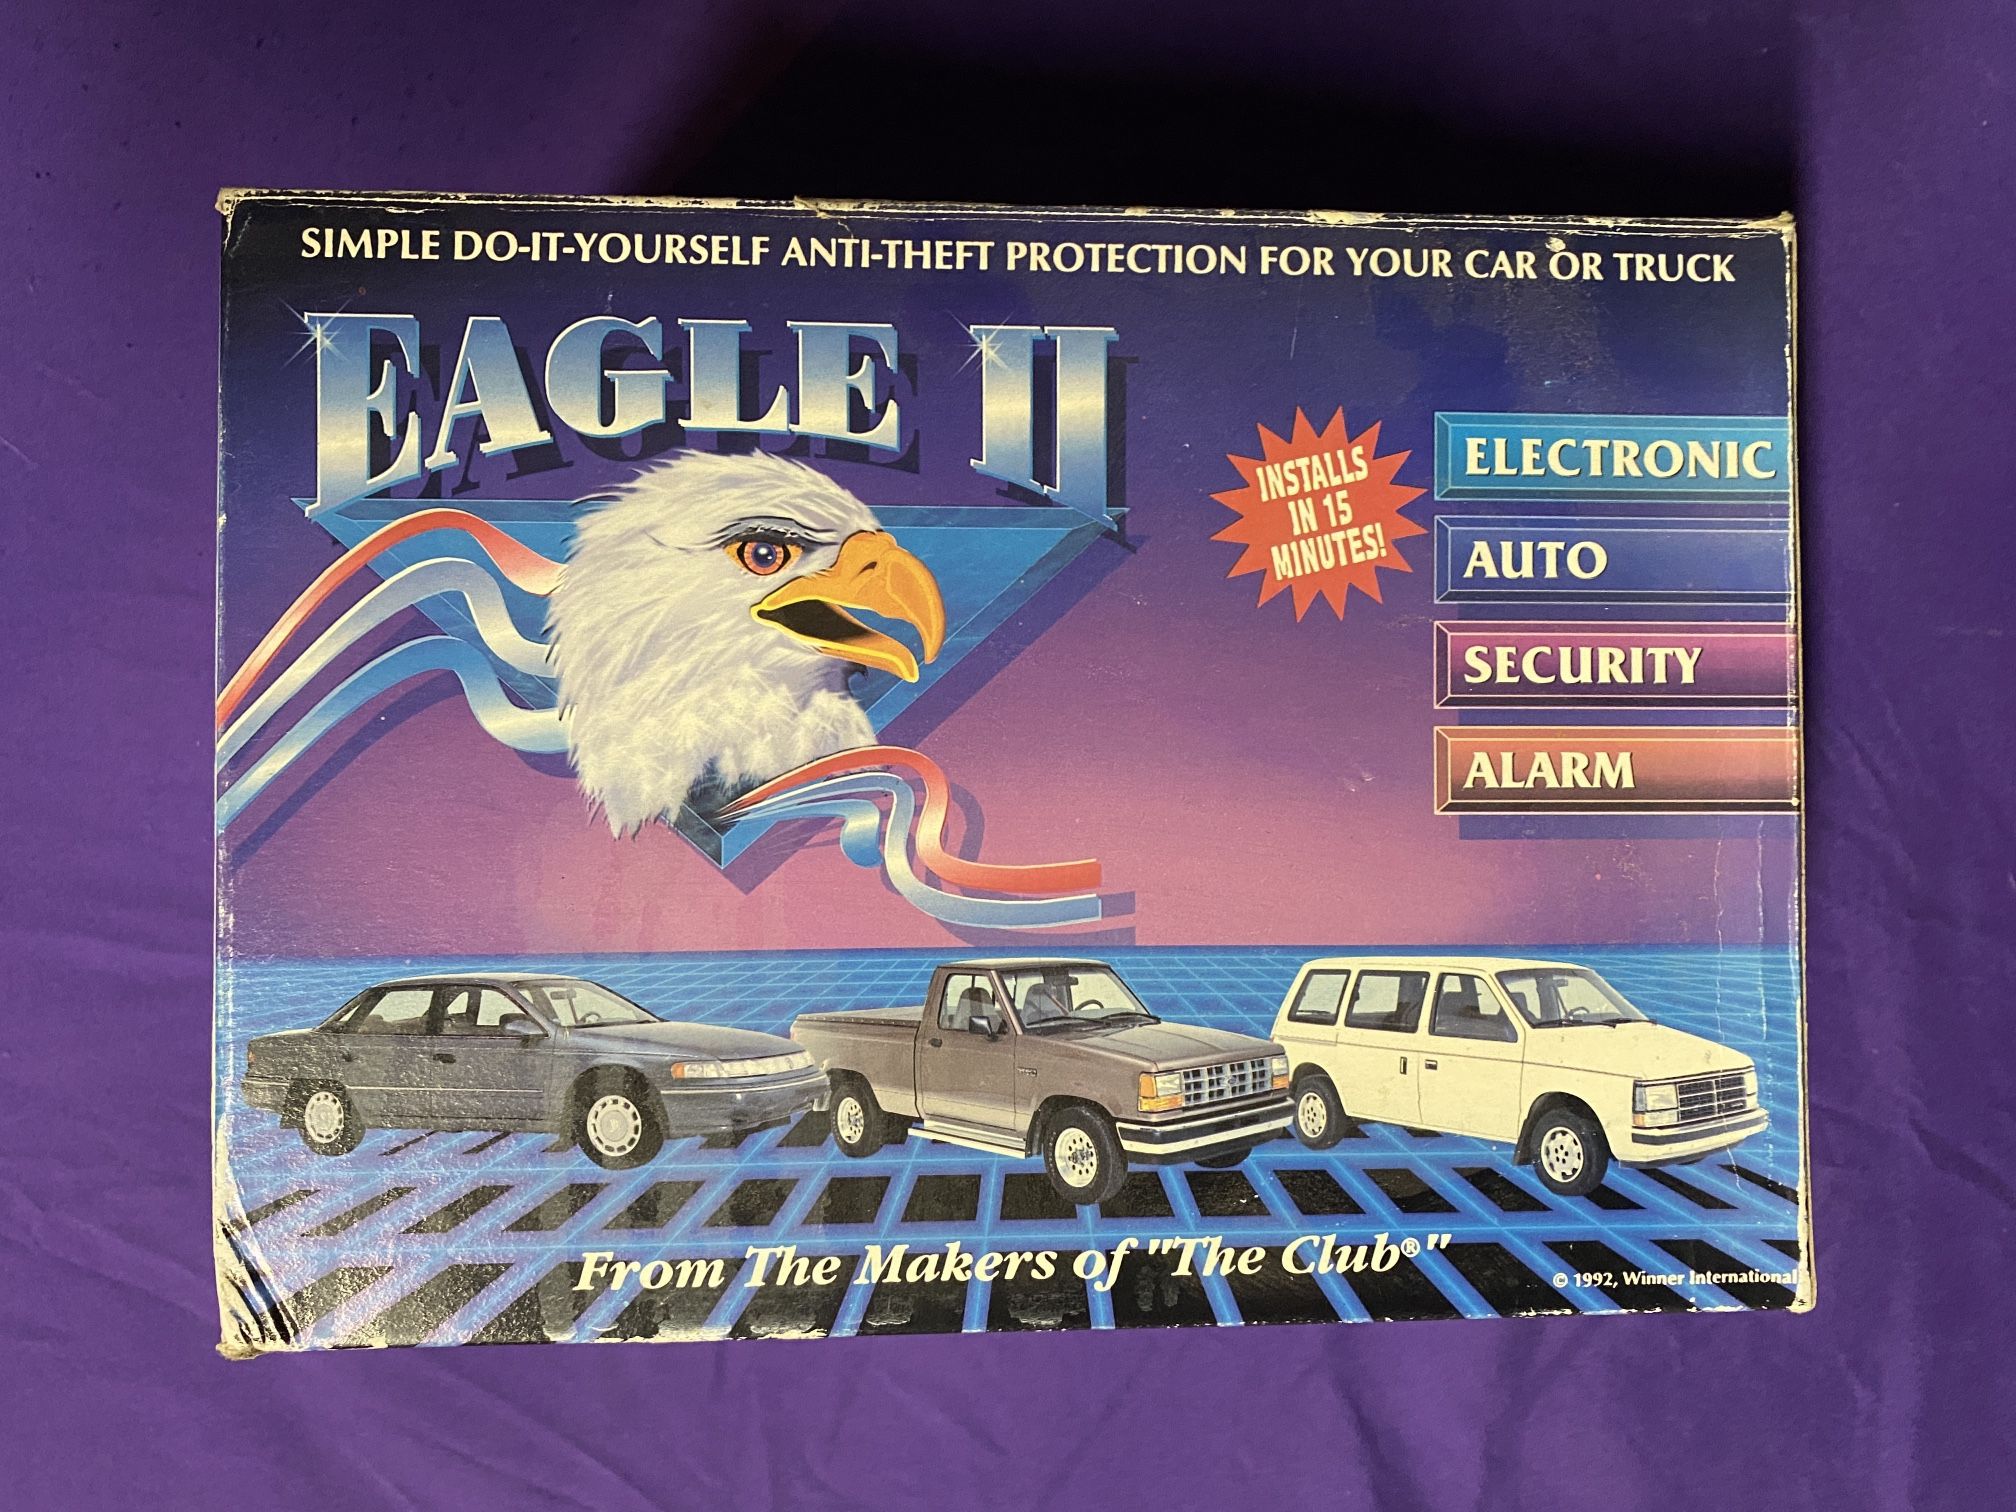 SIMPLE DO-IT-YOURSELF ANTI-THEFT PROTECTION FOR YOUR CAR OR TRUCK
EAGLE II
INSTALLS
IN 15
MINUTES!
ELECTRONIC
AUTO
SECURITY
ALARM
From The Makers of "The Club®"
© 1992, Winner International